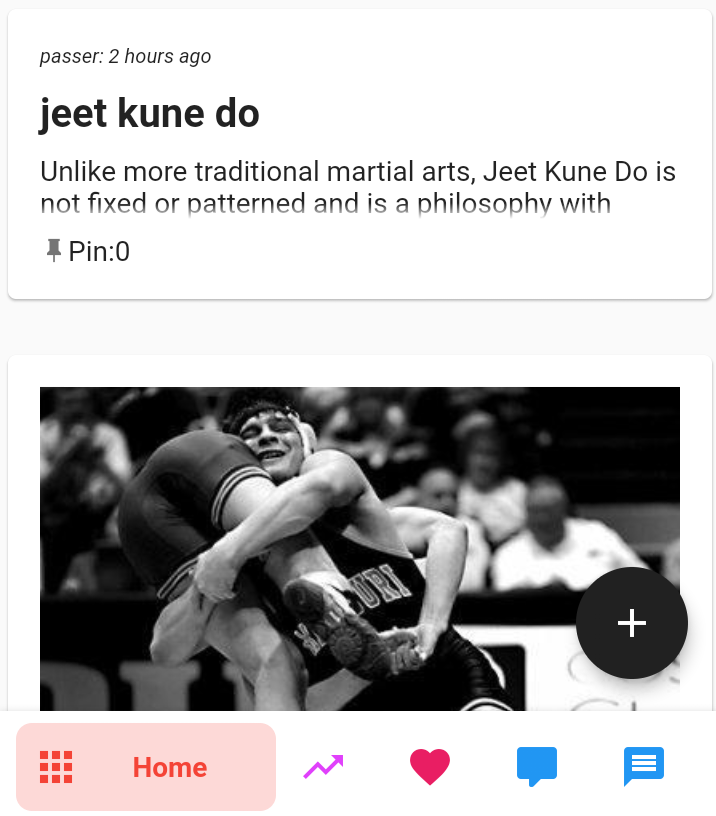 passer: 2 hours ago
jeet kune do
Unlike more traditional martial arts, Jeet Kune Do is
not fixed or patterned and is a philosophy with
Pin:0
Home